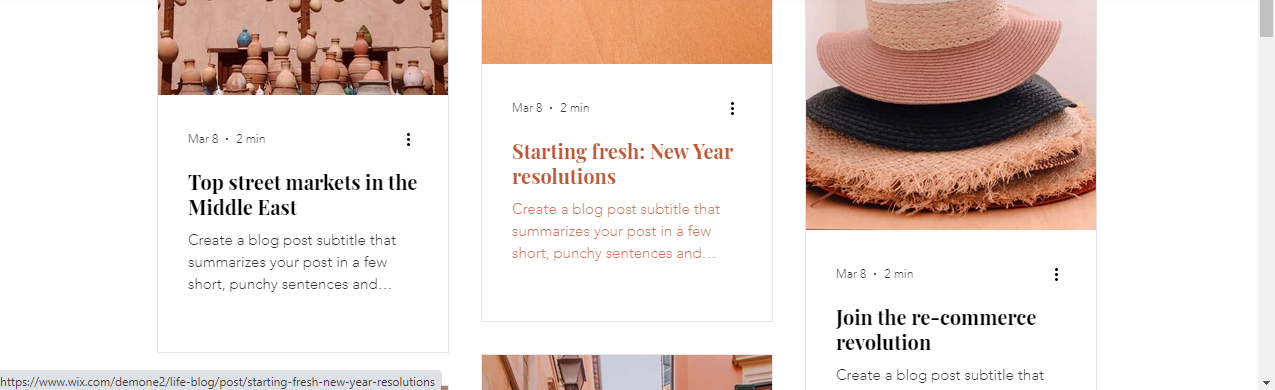 Mar 8 · 2 min
Top street markets in the
Middle East
Create a blog post subtitle that
summarizes your post in a few
short, punchy sentences and…
Mar 8 · 2 min
Starting fresh: New Year
resolutions
Create a blog post subtitle that
summarizes your post in a few
short, punchy sentences and…
Mar 8 · 2 min
Join the re-commerce
revolution
Create a blog post subtitle that
https://www.wix.com/demone2/life-blog/post/starting-fresh-new-year-resolutions